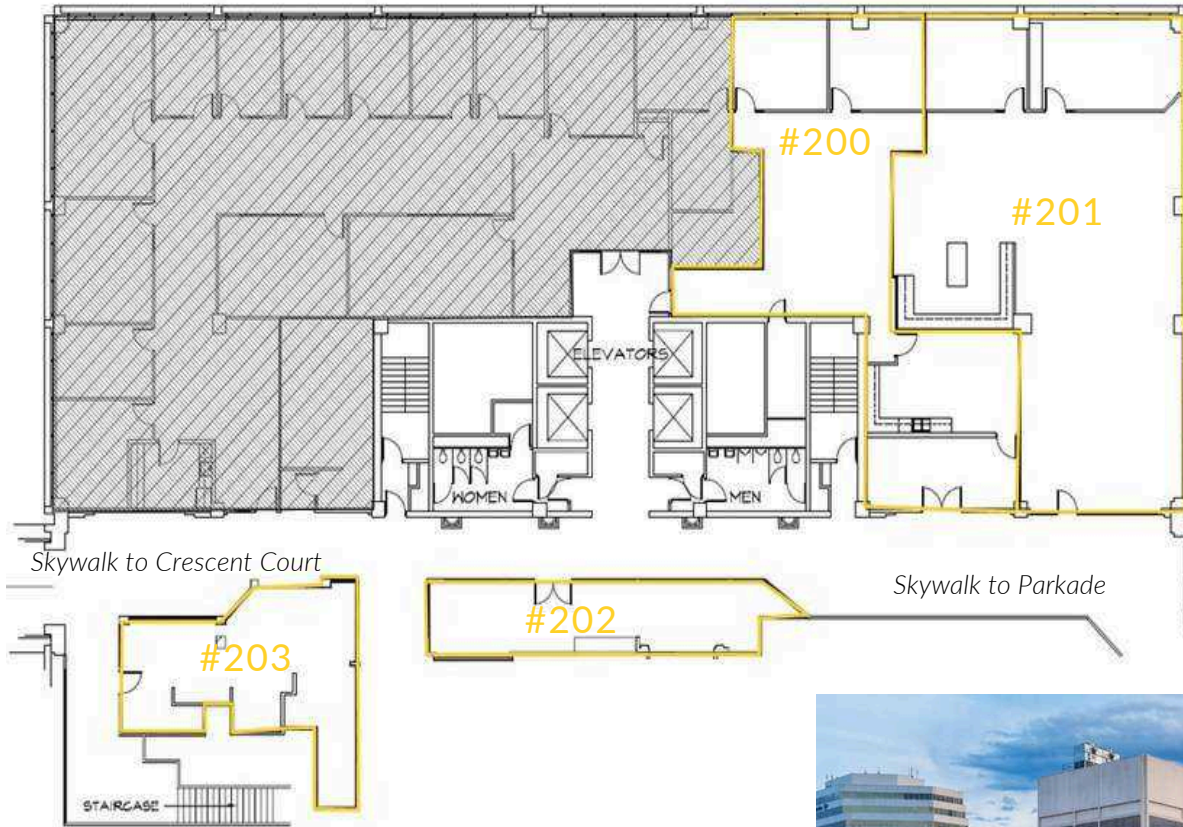 #200
#201
ELEVATORS
WOMEN
MEN
Skywalk to Crescent Court
Skywalk to Parkade
#202
#203
STAIRCASE